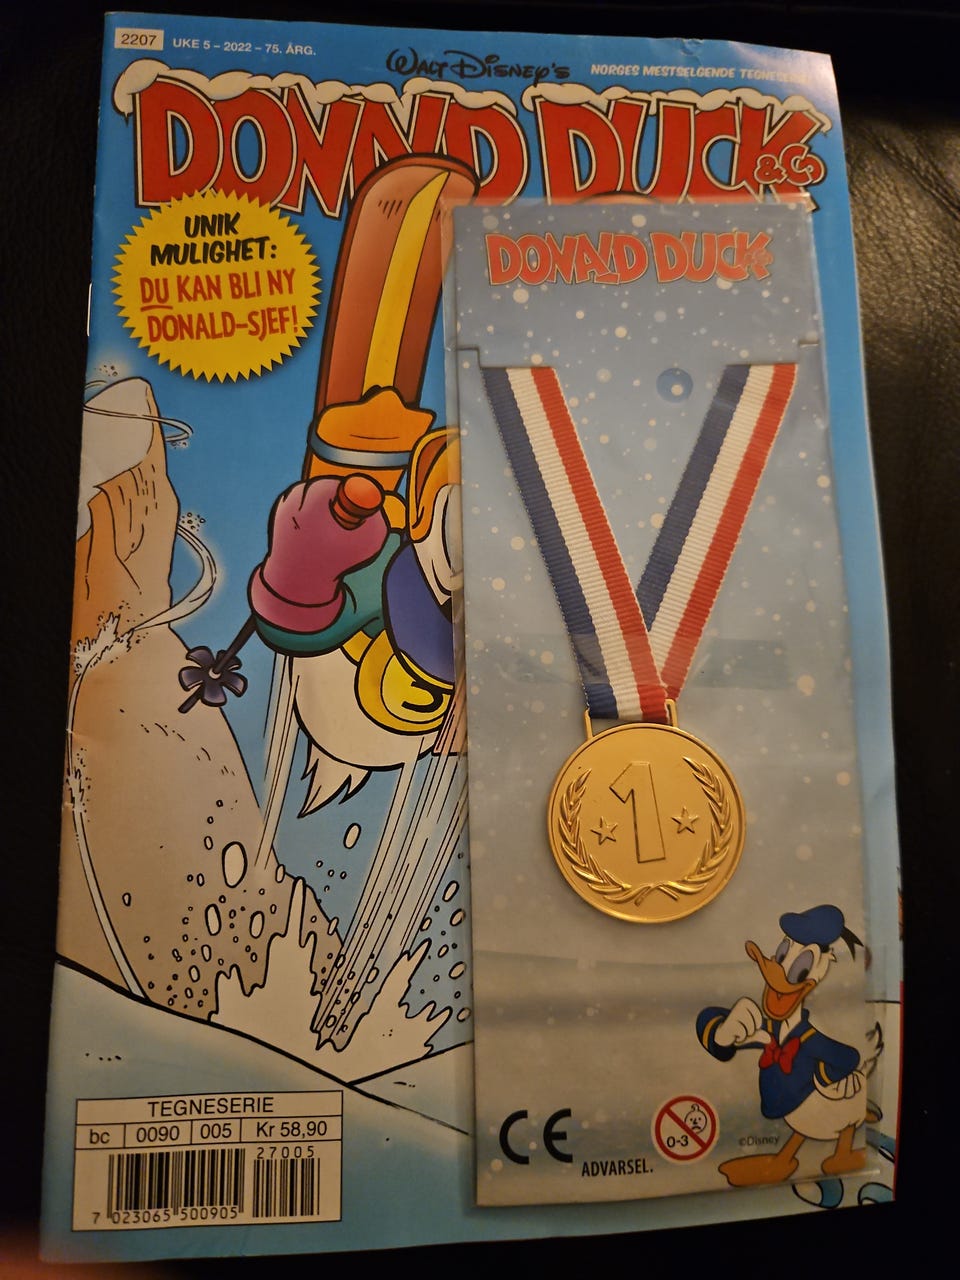 2207
UKE 5 – 2022 – 75. ÅRG.
WALT DISNEY'S
NORGES MESTSELGENDE TEGNESERIE
DONALD DUCK
& Co
UNIK
MULIGHET:
DU KAN BLI NY
DONALD-SJEF!
DONALD DUCK
& Co
1
CE
0-3
ADVARSEL.
©Disney
TEGNESERIE
bc 0090 005 Kr 58,90
27005
7 023065 500905